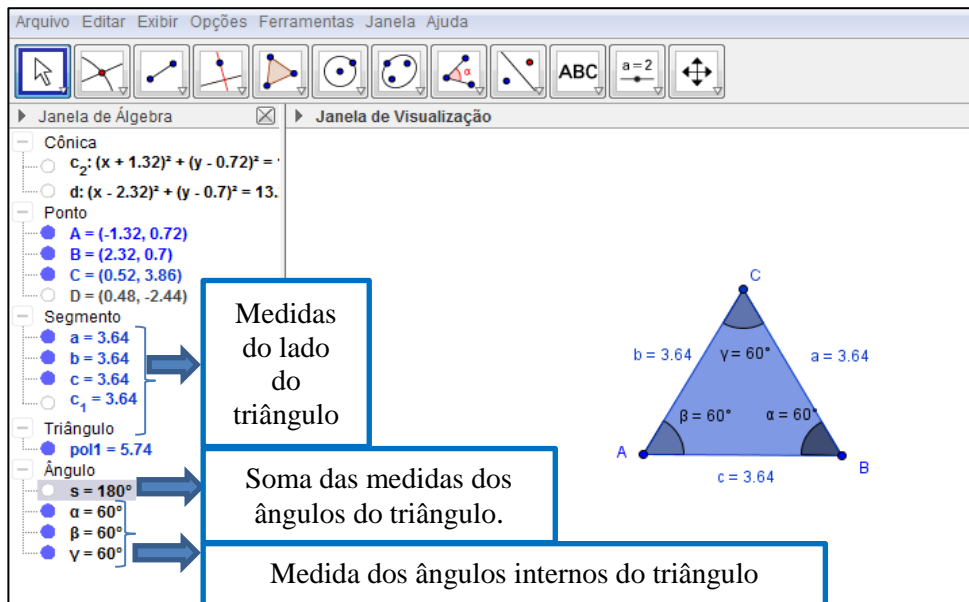 Arquivo Editar Exibir Opções Ferramentas Janela Ajuda
α ABC a=2
Janela de Álgebra
Janela de Visualização
Cônica
c₂: (x + 1.32)² + (y - 0.72)² =
d: (x - 2.32)² + (y - 0.7)² = 13.
Ponto
A = (-1.32, 0.72)
B = (2.32, 0.7)
C = (0.52, 3.86)
D = (0.48, -2.44)
Segmento
a = 3.64
b = 3.64
c = 3.64
c₁ = 3.64
Triângulo
pol1 = 5.74
Ângulo
s = 180°
α = 60°
β = 60°
γ = 60°
Medidas
do lado
do
triângulo
Soma das medidas dos
ângulos do triângulo.
Medida dos ângulos internos do triângulo
C
b = 3.64 γ = 60° a = 3.64
β = 60° α = 60°
A B
c = 3.64